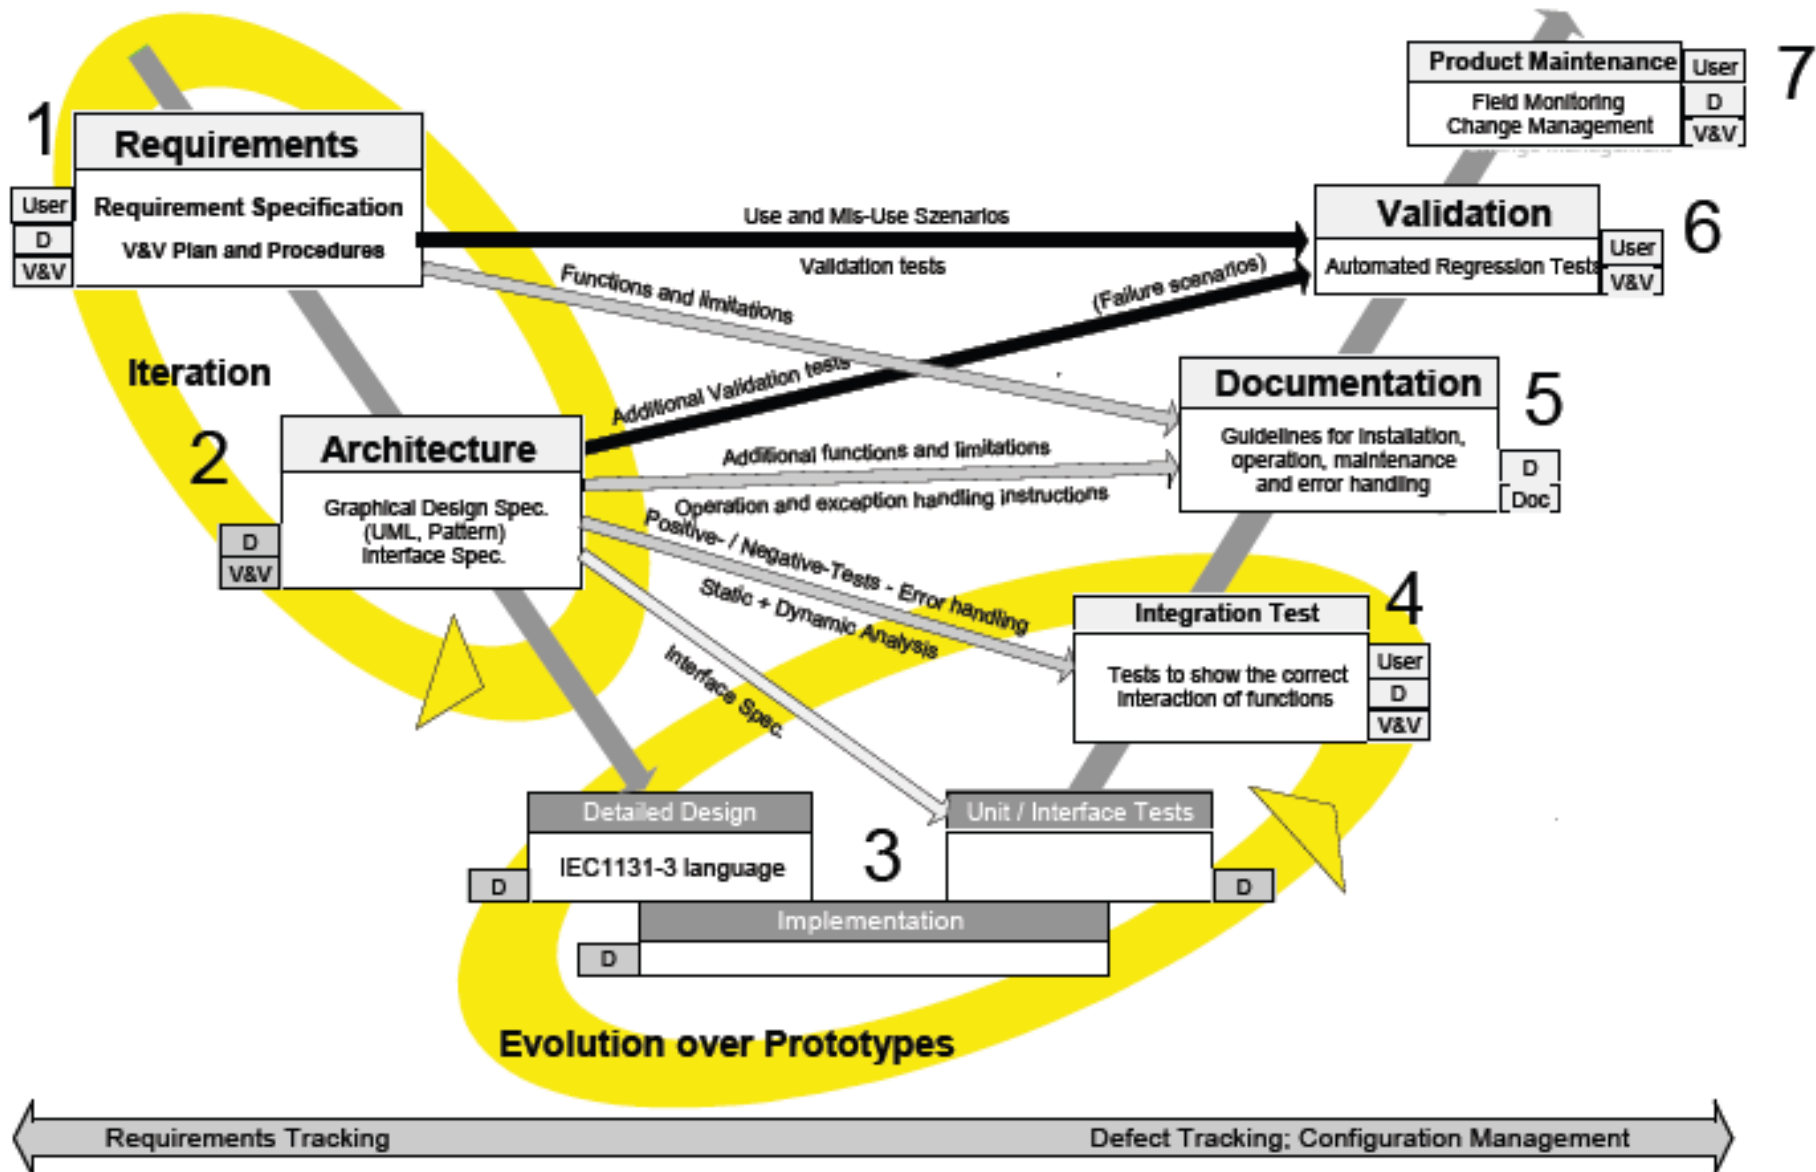 1
Requirements
Requirement Specification
V&V Plan and Procedures
User
D
V&V
Iteration
2
Architecture
Graphical Design Spec.
(UML, Pattern)
Interface Spec.
D
V&V
Use and Mis-Use Szenarios
Validation tests
Functions and limitations
(Failure scenarios)
Additional Validation tests
Additional functions and limitations
Operation and exception handling instructions
Positive- / Negative-Tests - Error handling
Static + Dynamic Analysis
Interface Spec.
Product Maintenance
Field Monitoring
Change Management
User
D
V&V
7
Validation
Automated Regression Tests
User
V&V
6
Documentation
Guidelines for installation,
operation, maintenance
and error handling
D
Doc
5
Integration Test
Tests to show the correct
interaction of functions
User
D
V&V
4
Detailed Design
IEC1131-3 language
D
3
Unit / Interface Tests
D
Implementation
D
Evolution over Prototypes
Requirements Tracking
Defect Tracking; Configuration Management